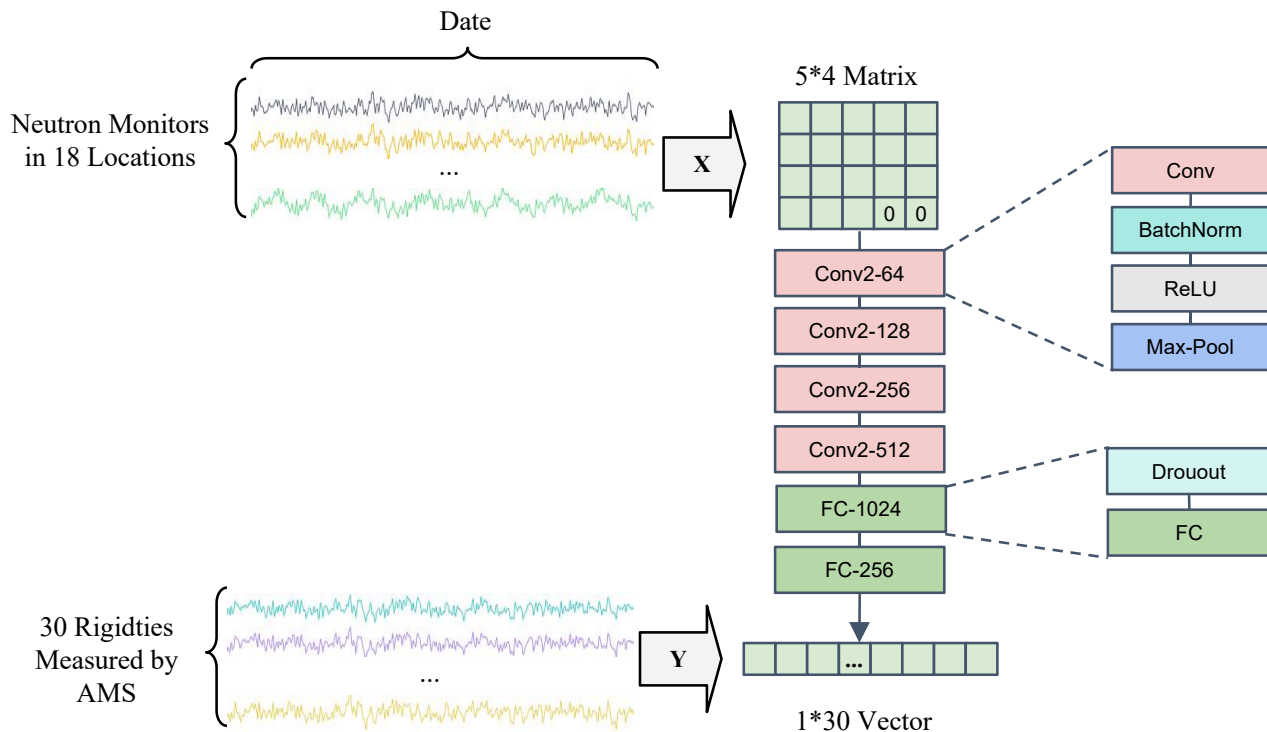 Date
Neutron Monitors
in 18 Locations
...
X
5*4 Matrix
0 0
Conv2-64
Conv2-128
Conv2-256
Conv2-512
FC-1024
FC-256
Conv
BatchNorm
ReLU
Max-Pool
Drouout
FC
30 Rigidties
Measured by
AMS
...
Y
...
1*30 Vector